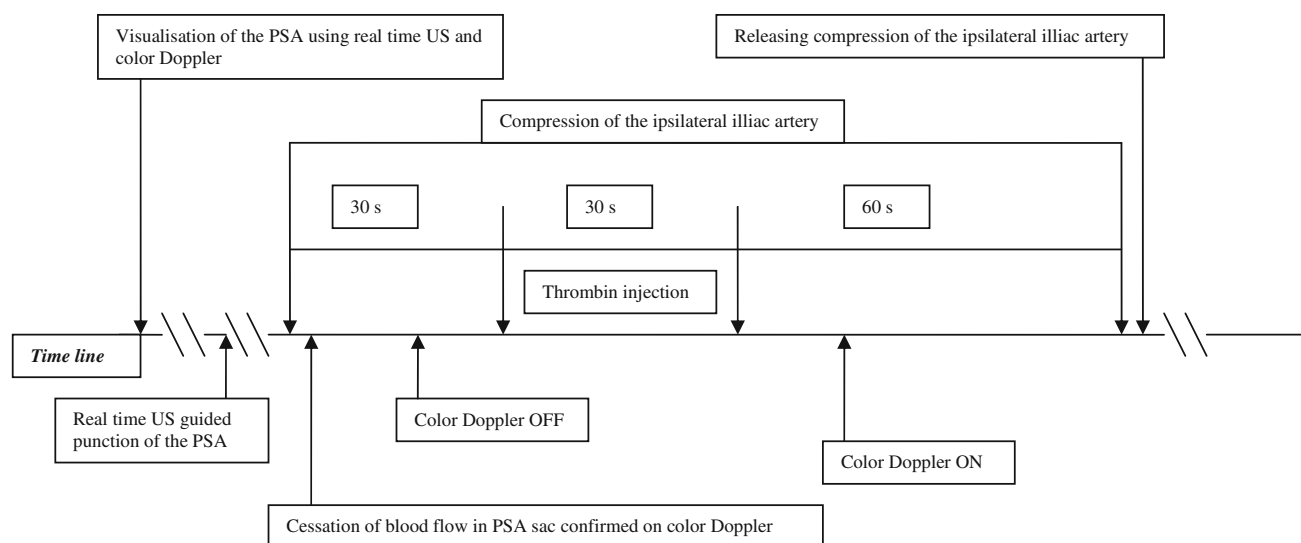 Visualisation of the PSA using real time US and
color Doppler
Releasing compression of the ipsilateral illiac artery
Compression of the ipsilateral illiac artery
30 s
30 s
60 s
Thrombin injection
Time line
Real time US guided
punction of the PSA
Color Doppler OFF
Color Doppler ON
Cessation of blood flow in PSA sac confirmed on color Doppler